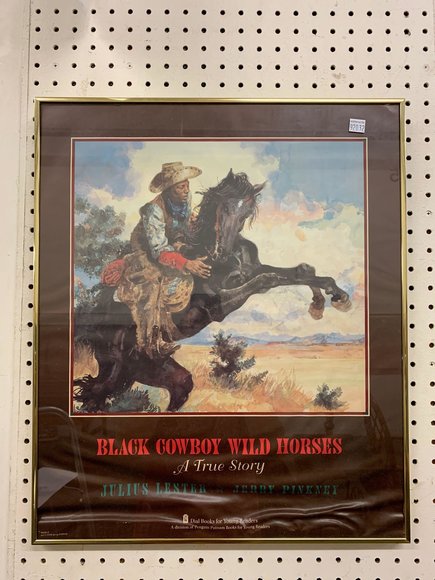 BLACK COWBOY WILD HORSES
A True Story
JULIUS LESTER JERRY PINKNEY
Dial Books for Young Readers
A division of Penguin Putnam Books for Young Readers